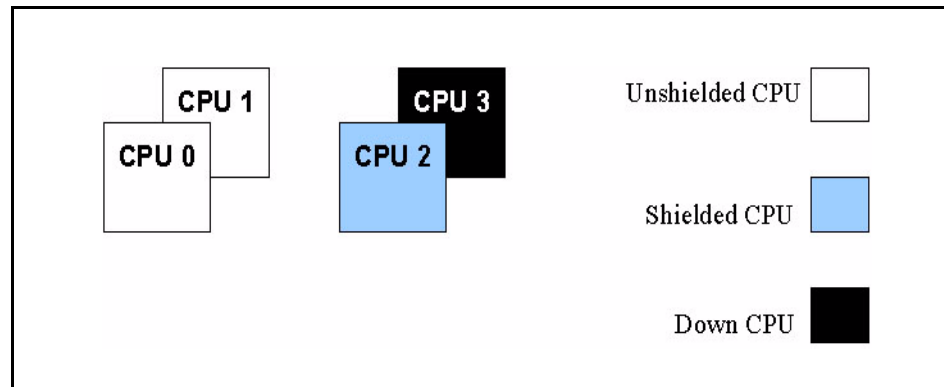 CPU 1
CPU 0
CPU 3
CPU 2
Unshielded CPU
Shielded CPU
Down CPU